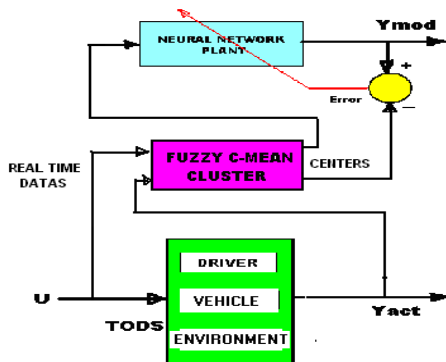 NEURAL NETWORK
PLANT
Ymod
+
Error
−
FUZZY C-MEAN
CLUSTER
CENTERS
REAL TIME
DATAS
DRIVER
U
VEHICLE
Yact
TODS
ENVIRONMENT